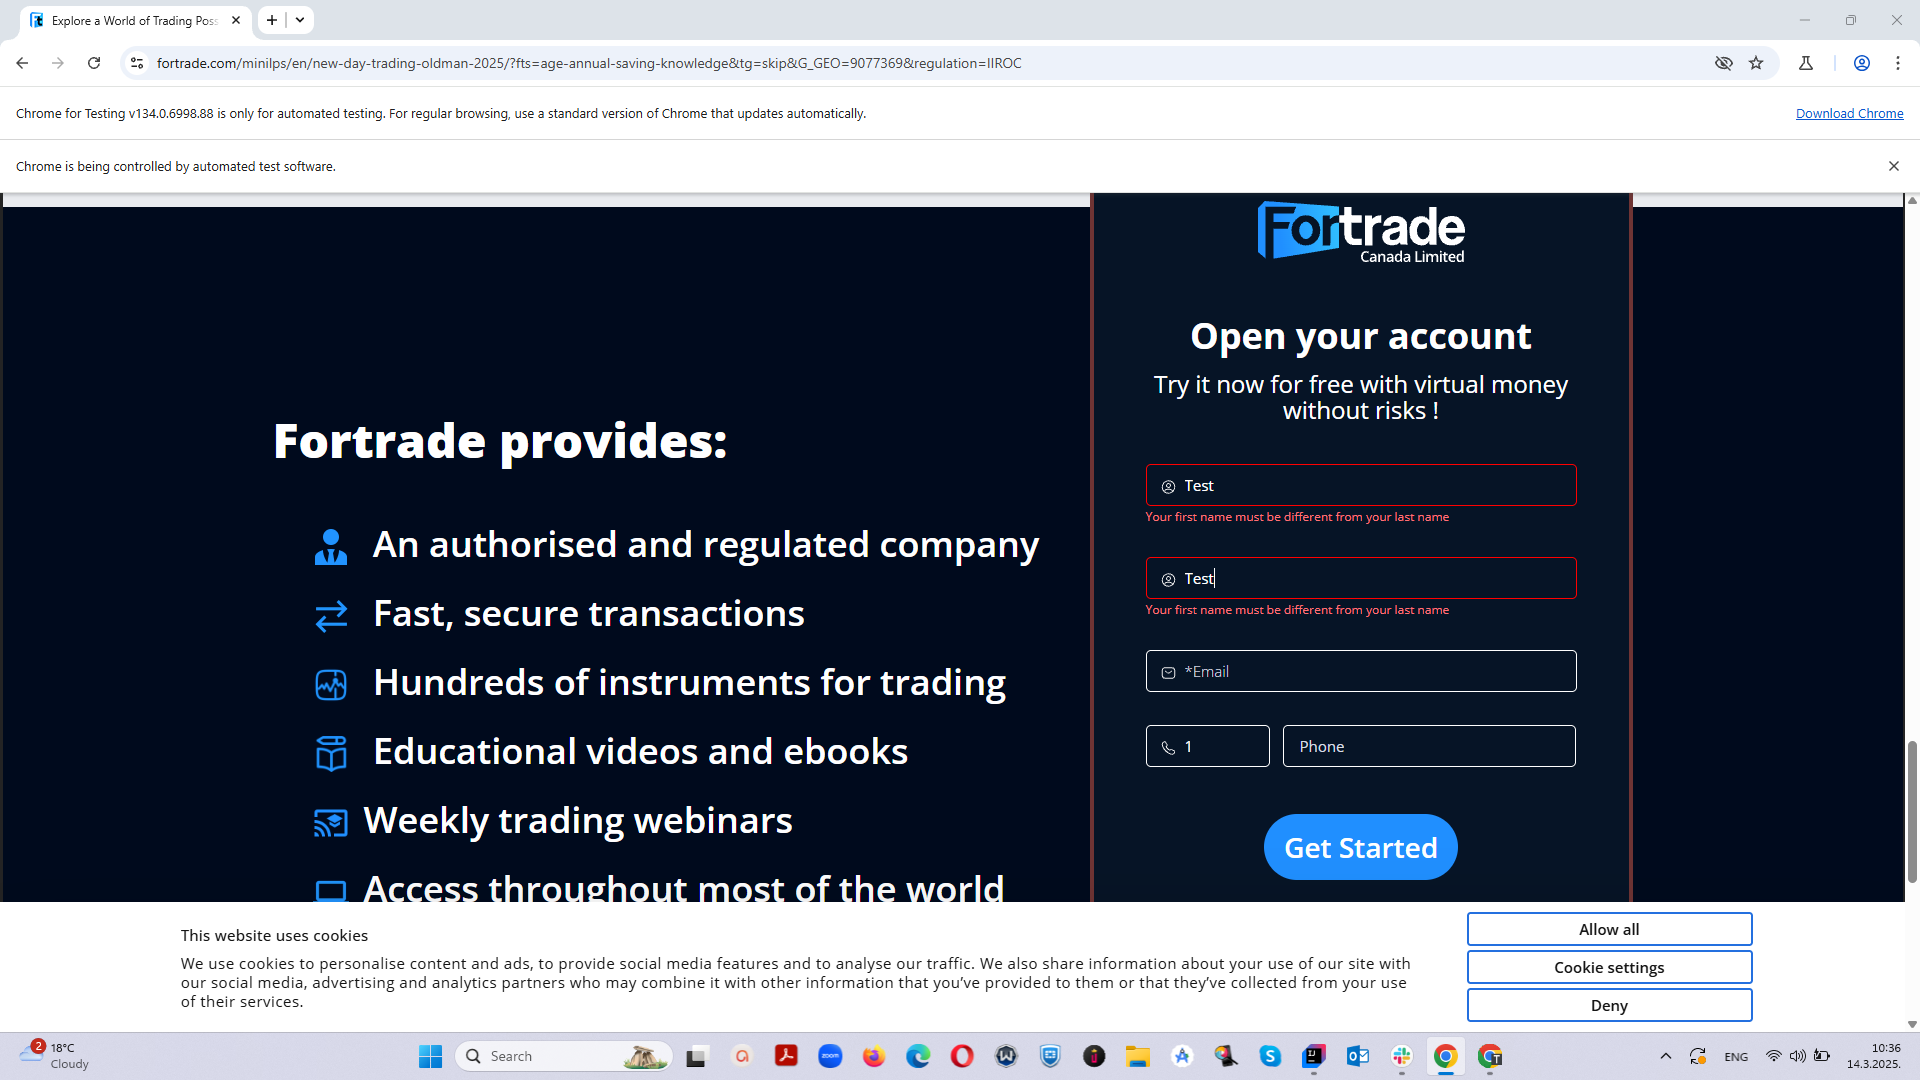 Explore a World of Trading Poss
fortrade.com/minilps/en/new-day-trading-oldman-2025/?fts=age-annual-saving-knowledge&tg=skip&G_GEO=9077369&regulation=IIROC
Chrome for Testing v134.0.6998.88 is only for automated testing. For regular browsing, use a standard version of Chrome that updates automatically.
Download Chrome
Chrome is being controlled by automated test software.
Fortrade
Canada Limited
Open your account
Try it now for free with virtual money
without risks !
Fortrade provides:
An authorised and regulated company
Fast, secure transactions
Hundreds of instruments for trading
Educational videos and ebooks
Weekly trading webinars
Access throughout most of the world
Test
Your first name must be different from your last name
Test
Your first name must be different from your last name
*Email
1
Phone
Get Started
This website uses cookies
We use cookies to personalise content and ads, to provide social media features and to analyse our traffic. We also share information about your use of our site with
our social media, advertising and analytics partners who may combine it with other information that you've provided to them or that they've collected from your use
of their services.
Allow all
Cookie settings
Deny
2
18°C
Cloudy
Search
zoom
ENG
10:36
14.3.2025.